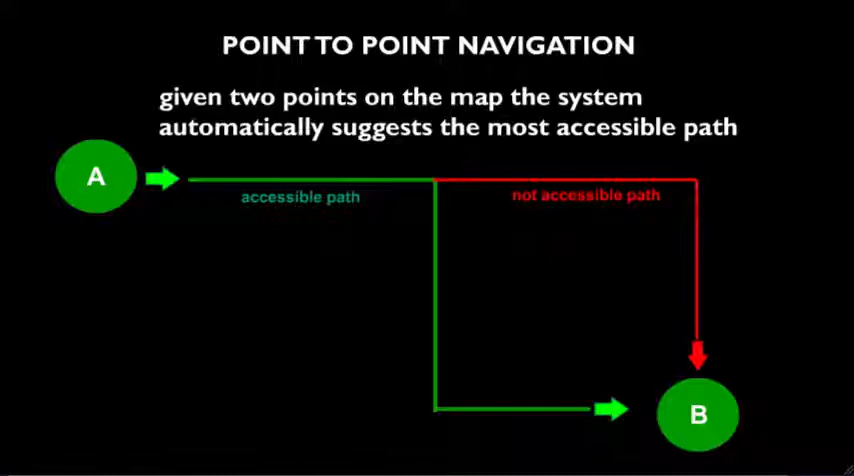 POINT TO POINT NAVIGATION
given two points on the map the system
automatically suggests the most accessible path
A
accessible path
not accessible path
B